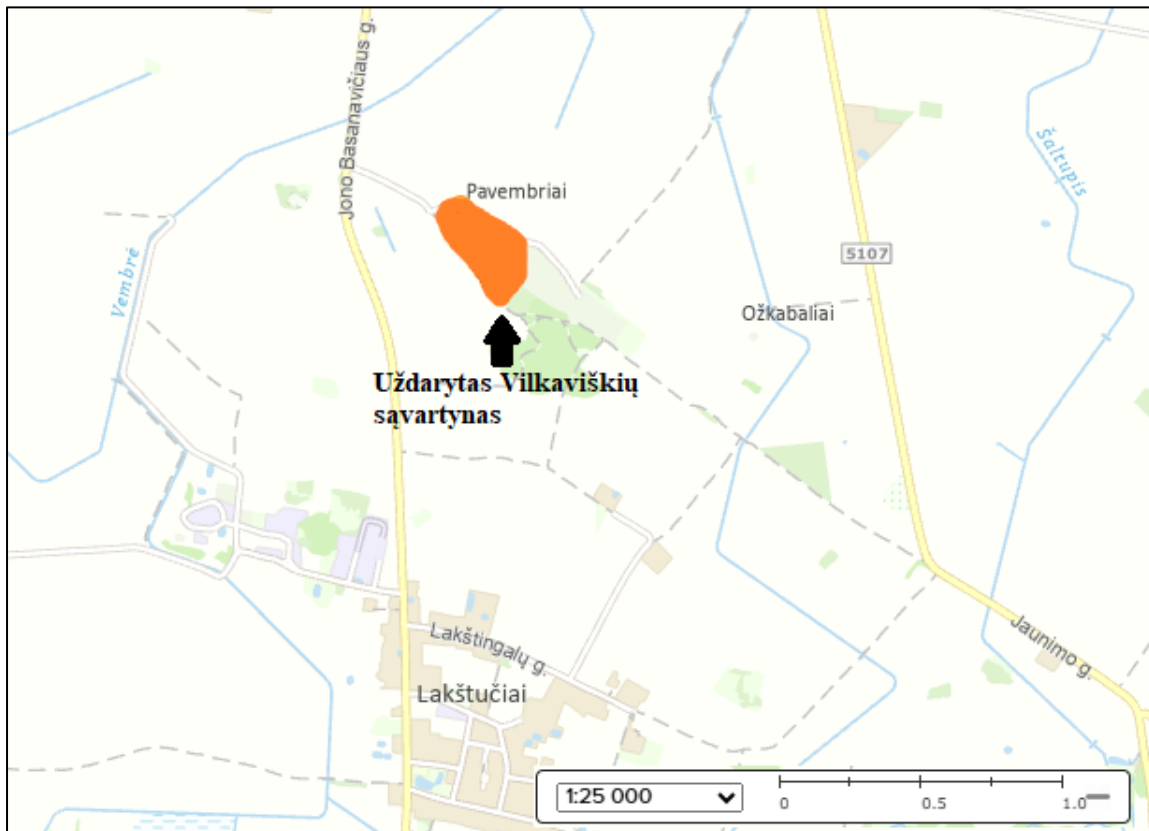 Jono Basanavičiaus g.
Pavembriai
Šaltupis
Vembrė
5107
Ožkabaliai
Uždarytas Vilkaviškių
sąvartynas
Lakštingalų g.
Jaunimo g.
Lakštučiai
1:25 000
0 0.5 1.0